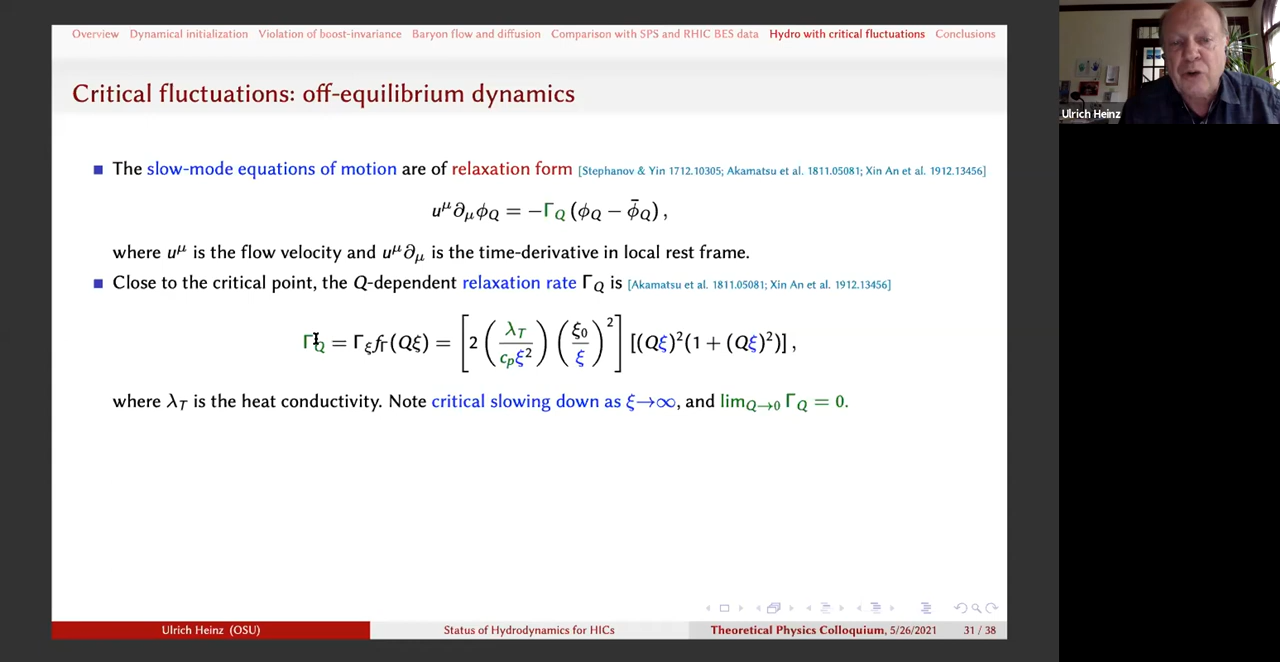 Overview Dynamical initialization Violation of boost-invariance Baryon flow and diffusion Comparison with SPS and RHIC BES data Hydro with critical fluctuations Conclusions
Critical fluctuations: off-equilibrium dynamics
The slow-mode equations of motion are of relaxation form [Stephanov & Yin 1712.10305; Akamatsu et al. 1811.05081; Xin An et al. 1912.13456]
u^μ ∂_μ ϕ_Q = −Γ_Q (ϕ_Q − ϕ̄_Q) ,
where u^μ is the flow velocity and u^μ ∂_μ is the time-derivative in local rest frame.
Close to the critical point, the Q-dependent relaxation rate Γ_Q is [Akamatsu et al. 1811.05081; Xin An et al. 1912.13456]
Γ_Q = Γ_ξ f_Γ(Qξ) = [2 (λ_T / c_p ξ²) (ξ₀ / ξ)²] [(Qξ)²(1 + (Qξ)²)] ,
where λ_T is the heat conductivity. Note critical slowing down as ξ→∞, and lim_{Q→0} Γ_Q = 0.
Ulrich Heinz (OSU) Status of Hydrodynamics for HICs Theoretical Physics Colloquium, 5/26/2021 31 / 38
Ulrich Heinz